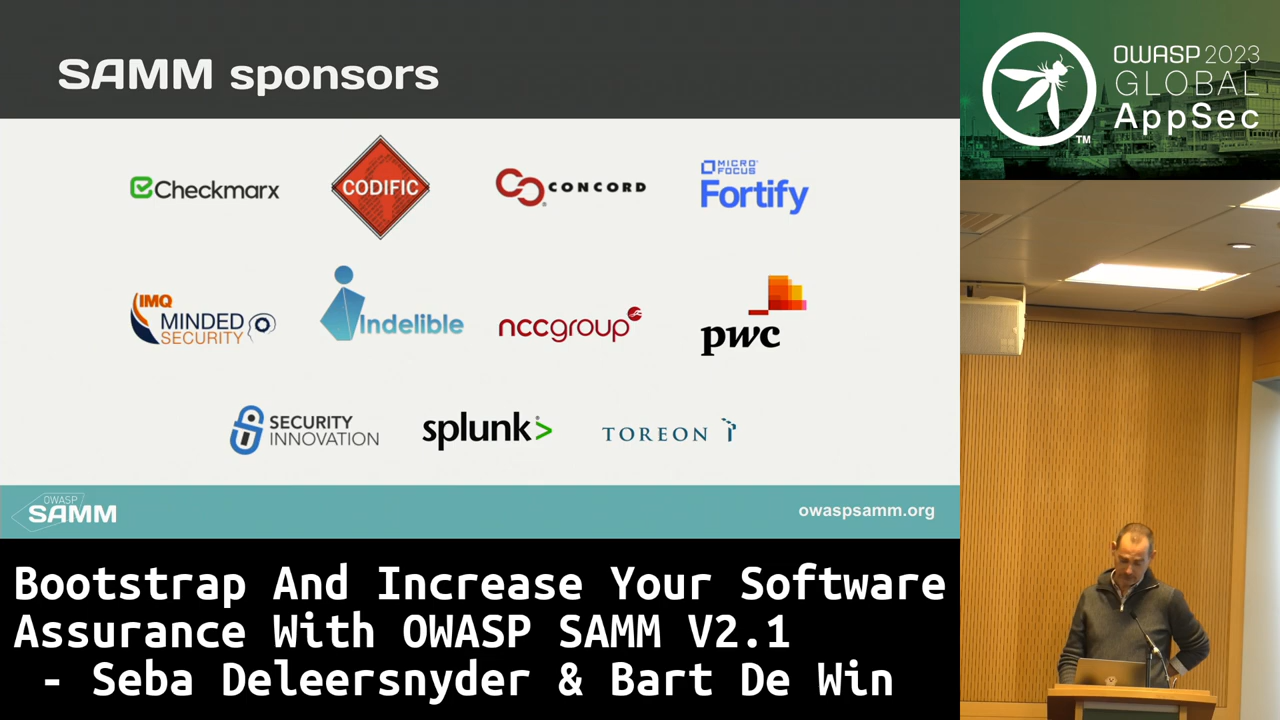 SAMM sponsors
Checkmarx
CODIFIC
CONCORD
MICRO
FOCUS
Fortify
IMQ
MINDED
SECURITY
Indelible
nccgroup
pwc
SECURITY
INNOVATION
splunk>
TOREON
OWASP
SAMM
owaspsamm.org
OWASP 2023
GLOBAL
AppSec
TM
Bootstrap And Increase Your Software
Assurance With OWASP SAMM V2.1
- Seba Deleersnyder & Bart De Win